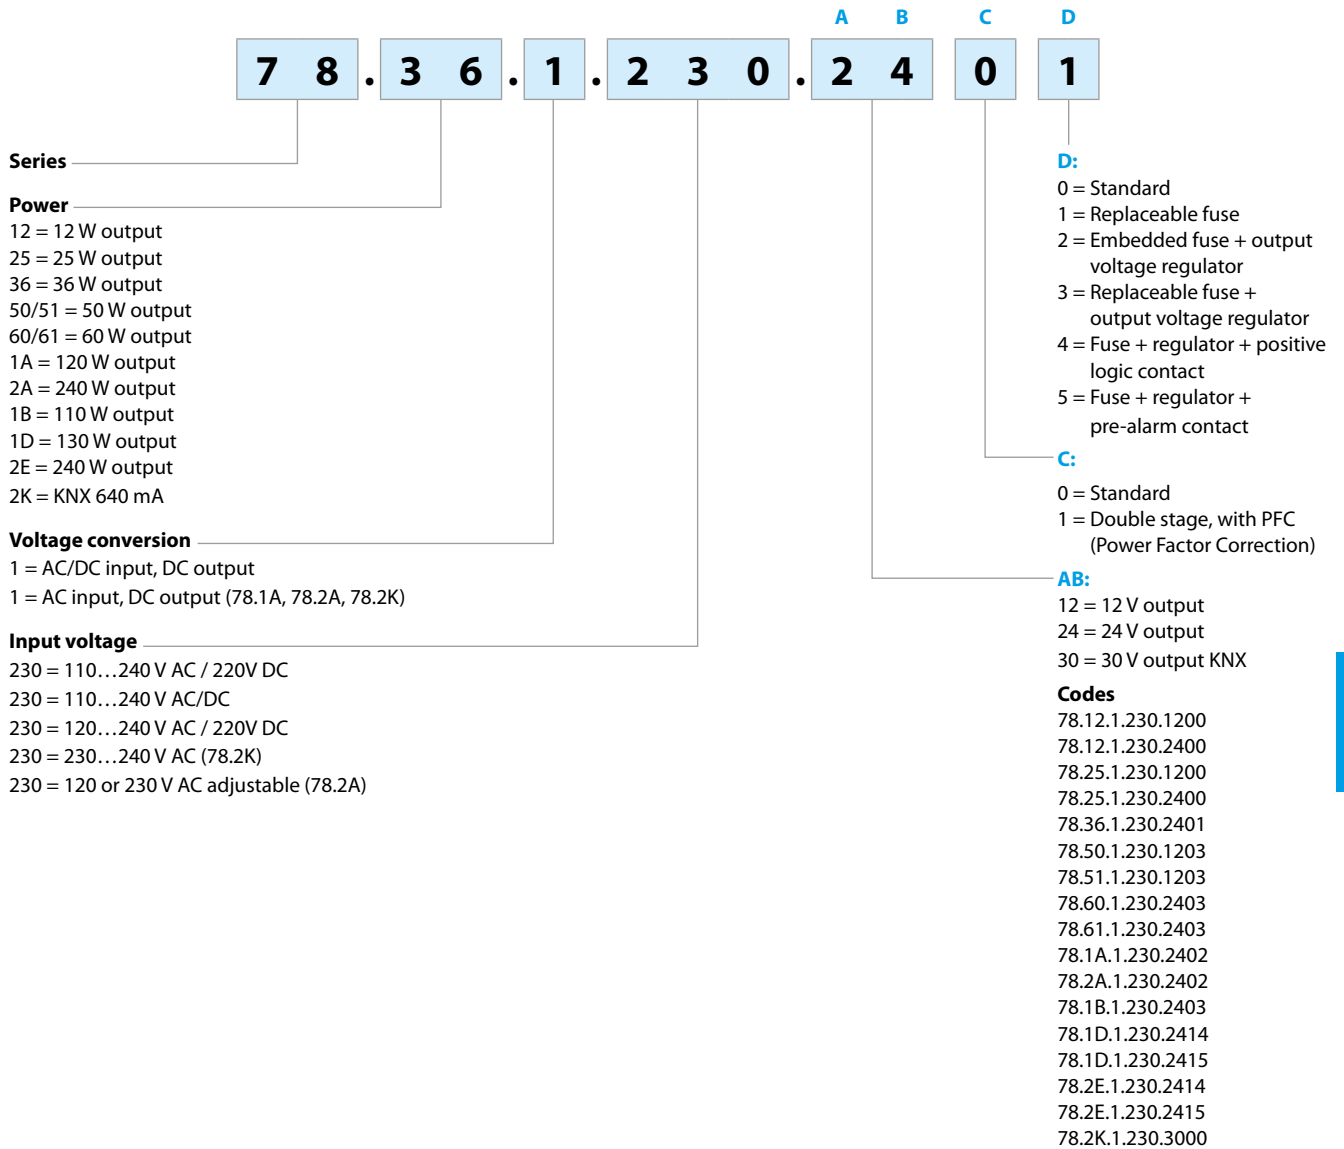 A B C D
7 8 . 3 6 . 1 . 2 3 0 . 2 4 0 1
Series
Power
12 = 12 W output
25 = 25 W output
36 = 36 W output
50/51 = 50 W output
60/61 = 60 W output
1A = 120 W output
2A = 240 W output
1B = 110 W output
1D = 130 W output
2E = 240 W output
2K = KNX 640 mA
Voltage conversion
1 = AC/DC input, DC output
1 = AC input, DC output (78.1A, 78.2A, 78.2K)
Input voltage
230 = 110…240 V AC / 220V DC
230 = 110…240 V AC/DC
230 = 120…240 V AC / 220V DC
230 = 230…240 V AC (78.2K)
230 = 120 or 230 V AC adjustable (78.2A)
D:
0 = Standard
1 = Replaceable fuse
2 = Embedded fuse + output
voltage regulator
3 = Replaceable fuse +
output voltage regulator
4 = Fuse + regulator + positive
logic contact
5 = Fuse + regulator +
pre-alarm contact
C:
0 = Standard
1 = Double stage, with PFC
(Power Factor Correction)
AB:
12 = 12 V output
24 = 24 V output
30 = 30 V output KNX
Codes
78.12.1.230.1200
78.12.1.230.2400
78.25.1.230.1200
78.25.1.230.2400
78.36.1.230.2401
78.50.1.230.1203
78.51.1.230.1203
78.60.1.230.2403
78.61.1.230.2403
78.1A.1.230.2402
78.2A.1.230.2402
78.1B.1.230.2403
78.1D.1.230.2414
78.1D.1.230.2415
78.2E.1.230.2414
78.2E.1.230.2415
78.2K.1.230.3000